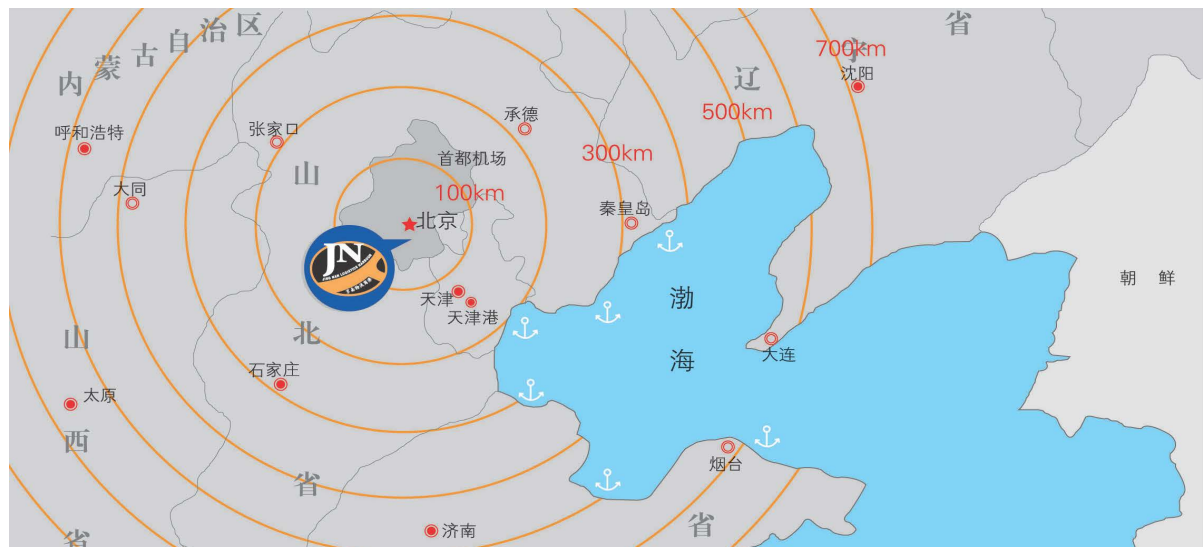 内蒙古自治区
省
700km
宁
沈阳
辽
500km
呼和浩特
张家口
承德
300km
首都机场
山
大同
100km
秦皇岛
北京
JN
朝 鲜
天津
渤
天津港
山
北
海
大连
石家庄
太原
西
烟台
省
济南
省
省